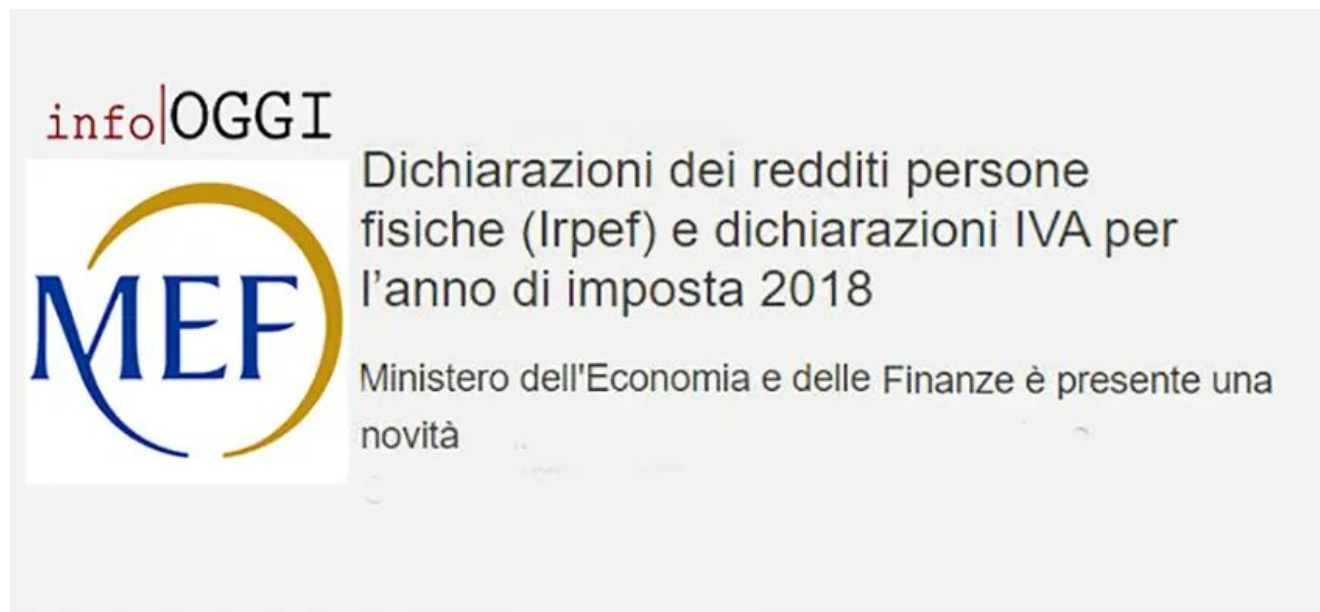 info|OGGI
MEF
Dichiarazioni dei redditi persone
fisiche (Irpef) e dichiarazioni IVA per
l'anno di imposta 2018
Ministero dell'Economia e delle Finanze è presente una
novità